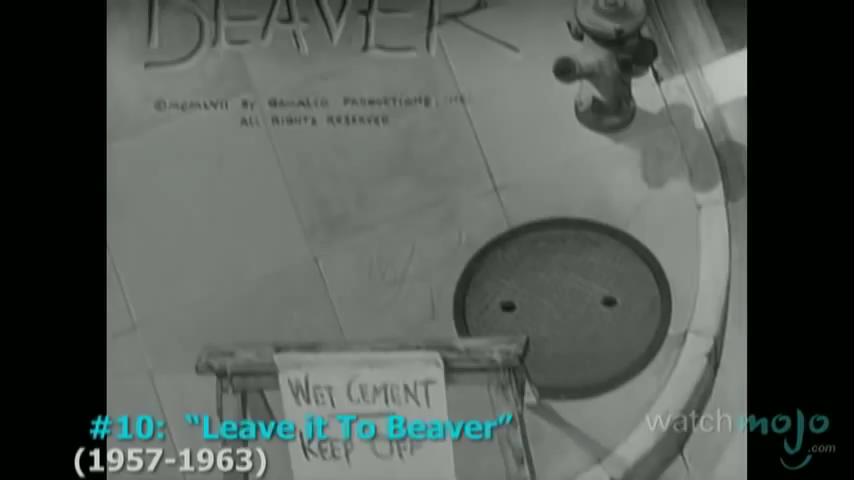 BEAVER
©MCMLVII BY GOMALCO PRODUCTIONS, INC.
ALL RIGHTS RESERVED
WET CEMENT
KEEP OFF
#10: “Leave it To Beaver”
(1957-1963)
watchmojo
.com